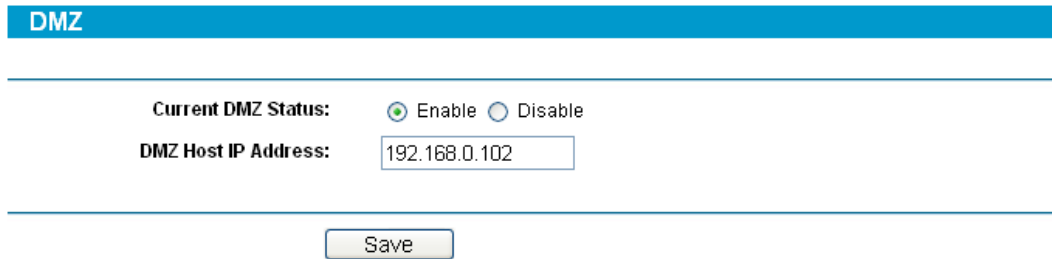 DMZ
Current DMZ Status: Enable Disable
DMZ Host IP Address: 192.168.0.102
Save